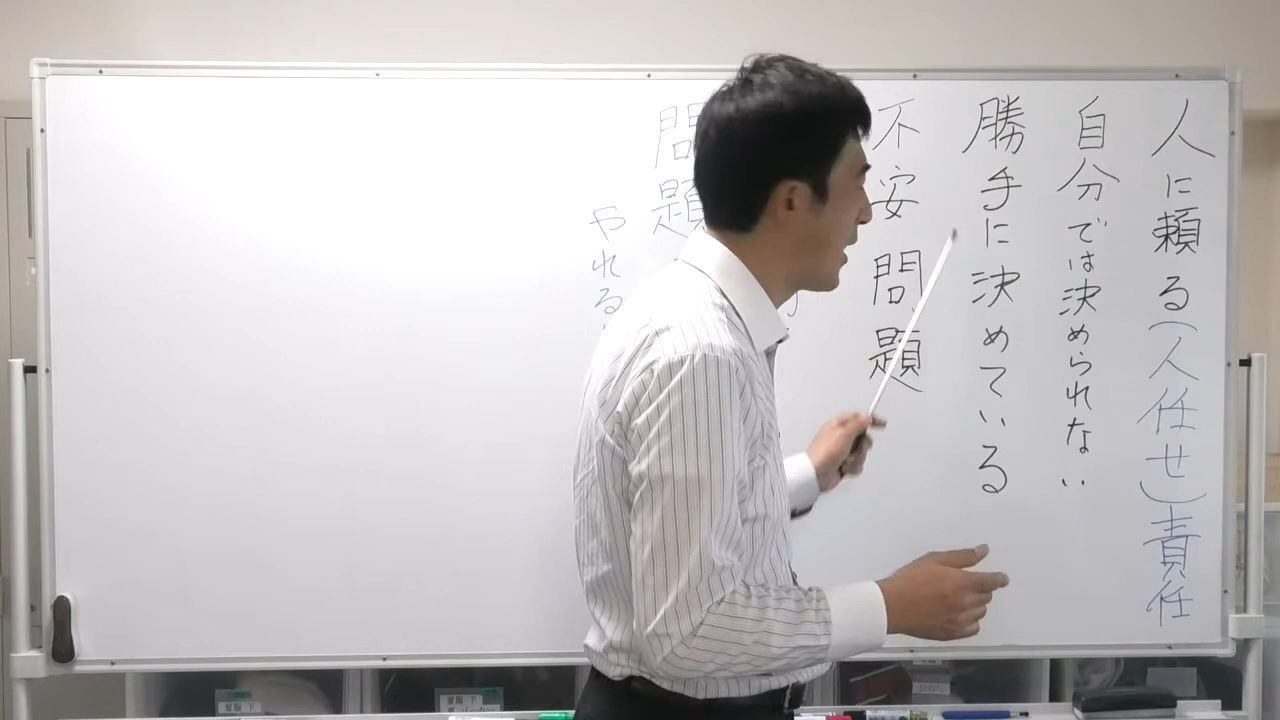 人に頼る(人任せ)責任
自分では決められない
勝手に決めている
不安問題
問題
やれる